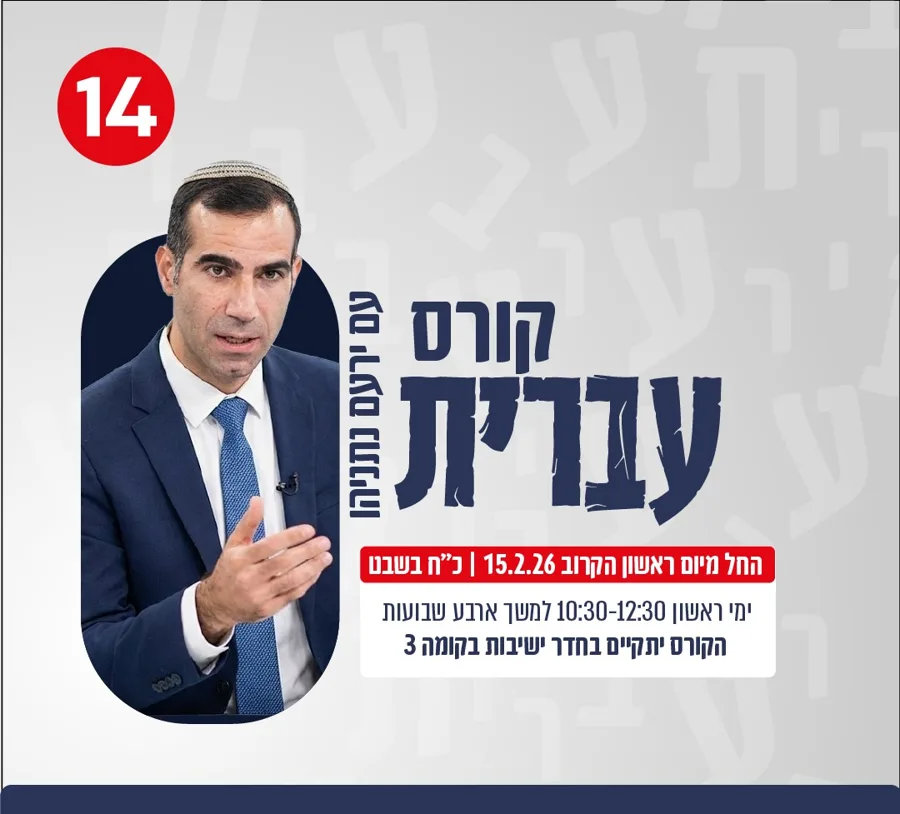 14
קורס
עברית
עם ירעם נתניהו
החל מיום ראשון הקרוב 15.2.26 | כ״ח בשבט
ימי ראשון 10:30-12:30 למשך ארבע שבועות
הקורס יתקיים בחדר ישיבות בקומה 3